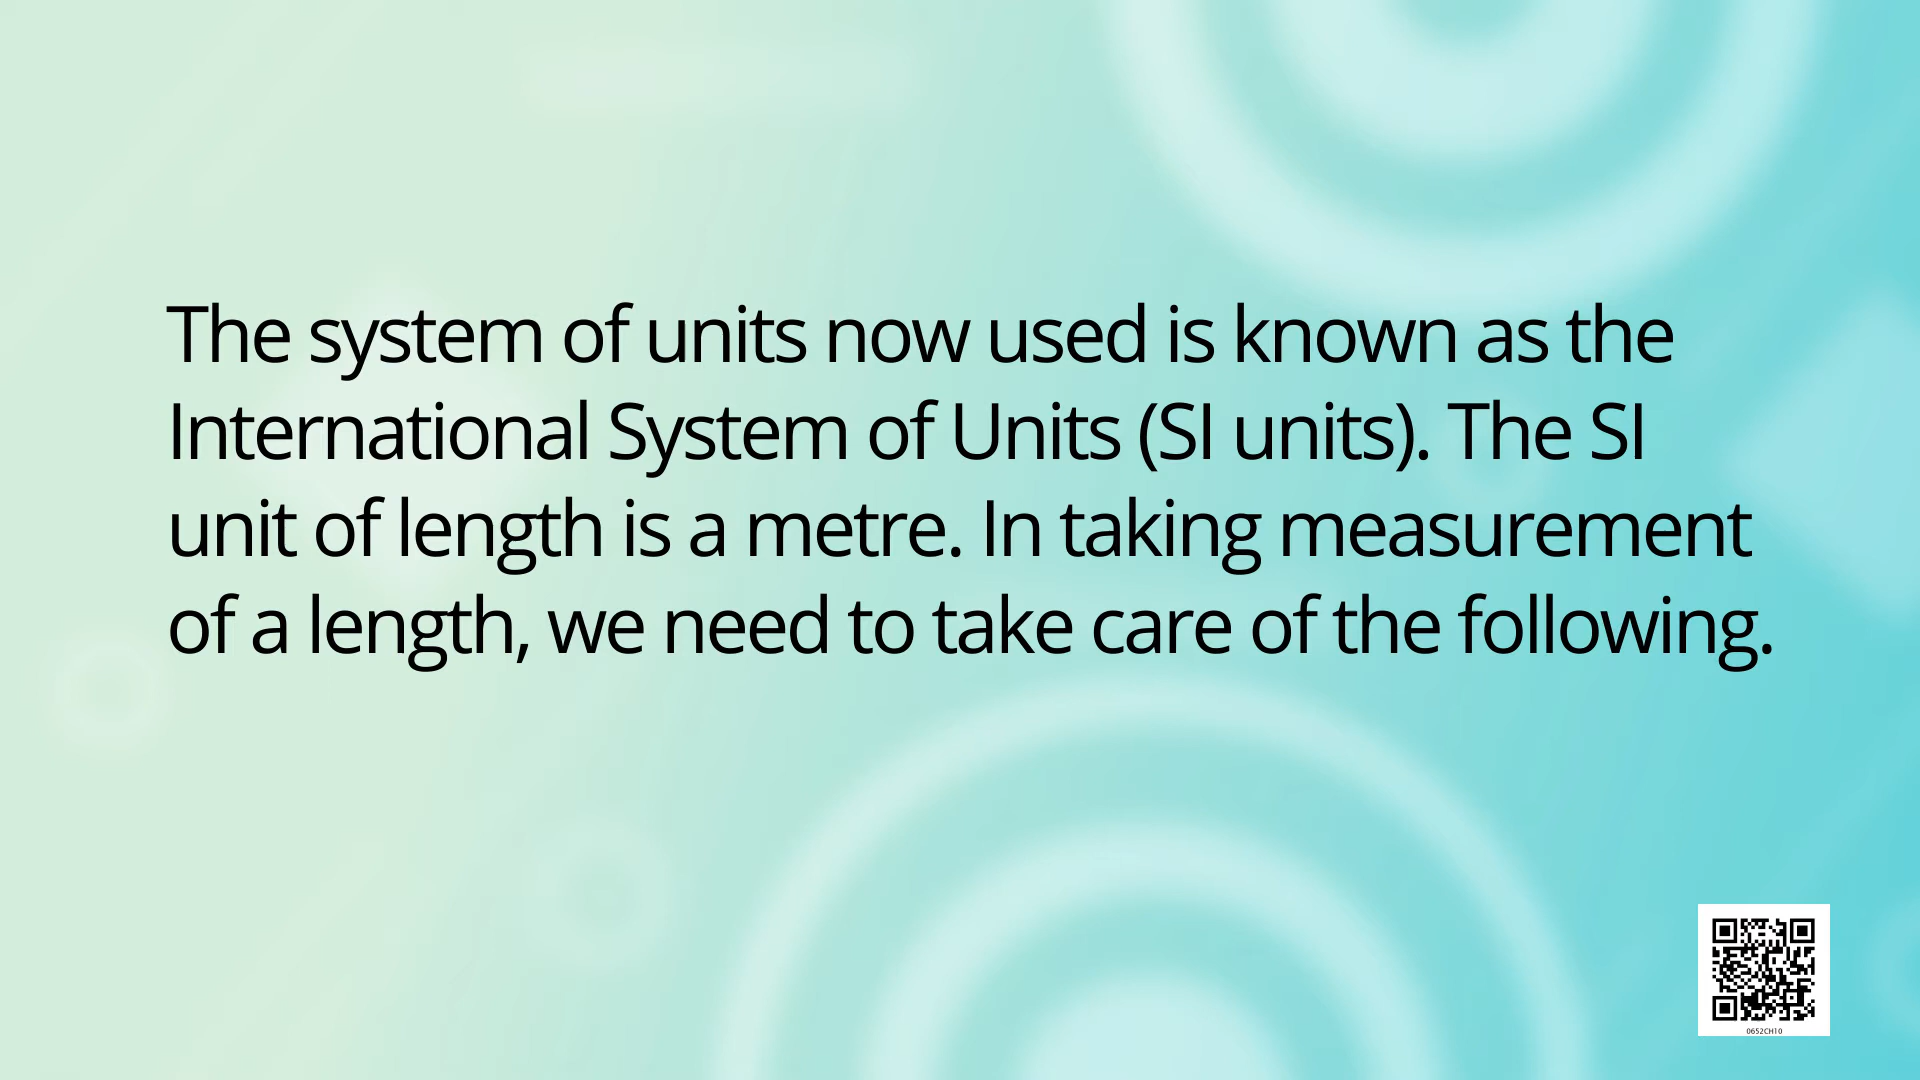 The system of units now used is known as the
International System of Units (SI units). The SI
unit of length is a metre. In taking measurement
of a length, we need to take care of the following.
0652CH10